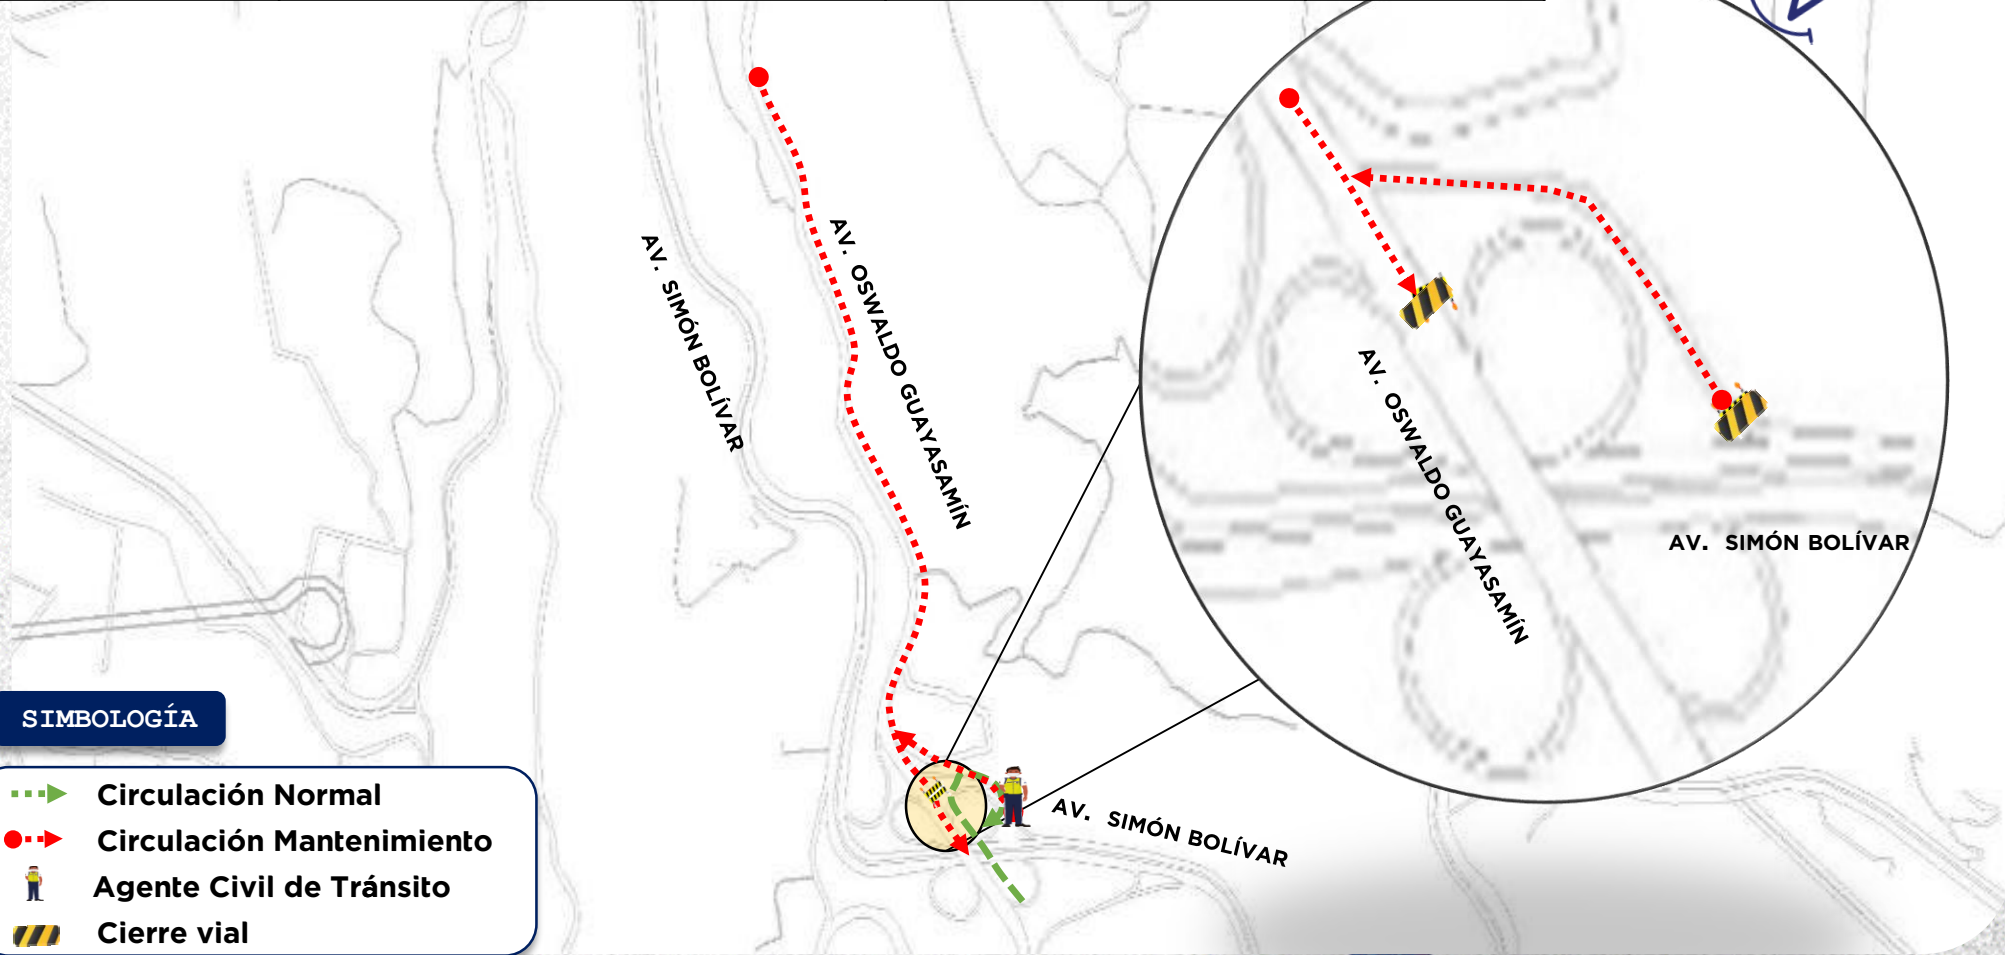 AV. SIMÓN BOLÍVAR
AV. OSWALDO GUAYASAMÍN
AV. OSWALDO GUAYASAMÍN
AV. SIMÓN BOLÍVAR
AV. SIMÓN BOLÍVAR
SIMBOLOGÍA
Circulación Normal
Circulación Mantenimiento
Agente Civil de Tránsito
Cierre vial